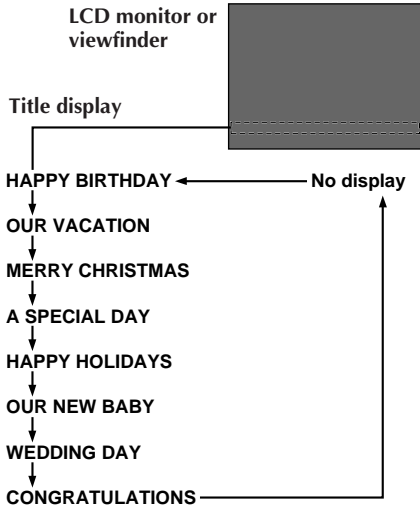 LCD monitor or
viewfinder
Title display
HAPPY BIRTHDAY
No display
OUR VACATION
MERRY CHRISTMAS
A SPECIAL DAY
HAPPY HOLIDAYS
OUR NEW BABY
WEDDING DAY
CONGRATULATIONS